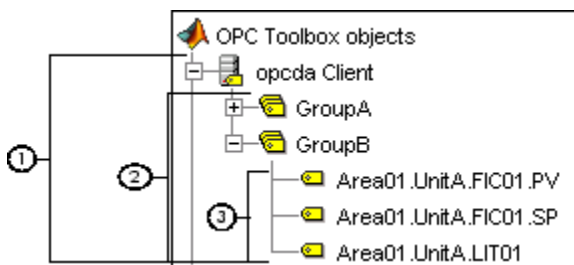 OPC Toolbox objects
opcda Client
GroupA
GroupB
Area01.UnitA.FIC01.PV
Area01.UnitA.FIC01.SP
Area01.UnitA.LIT01
1
2
3